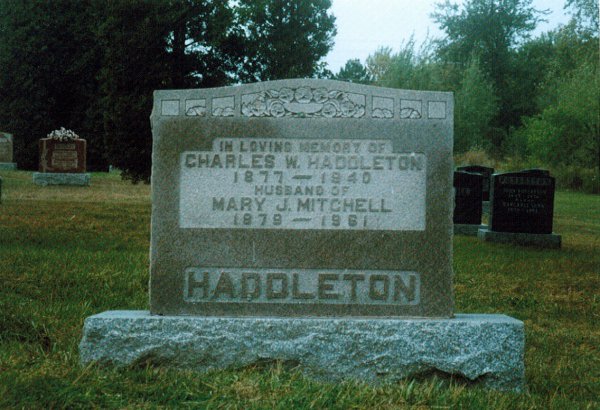 IN LOVING MEMORY OF
CHARLES W. HADDLETON
1877 — 1940
HUSBAND OF
MARY J. MITCHELL
1879 — 1961
HADDLETON